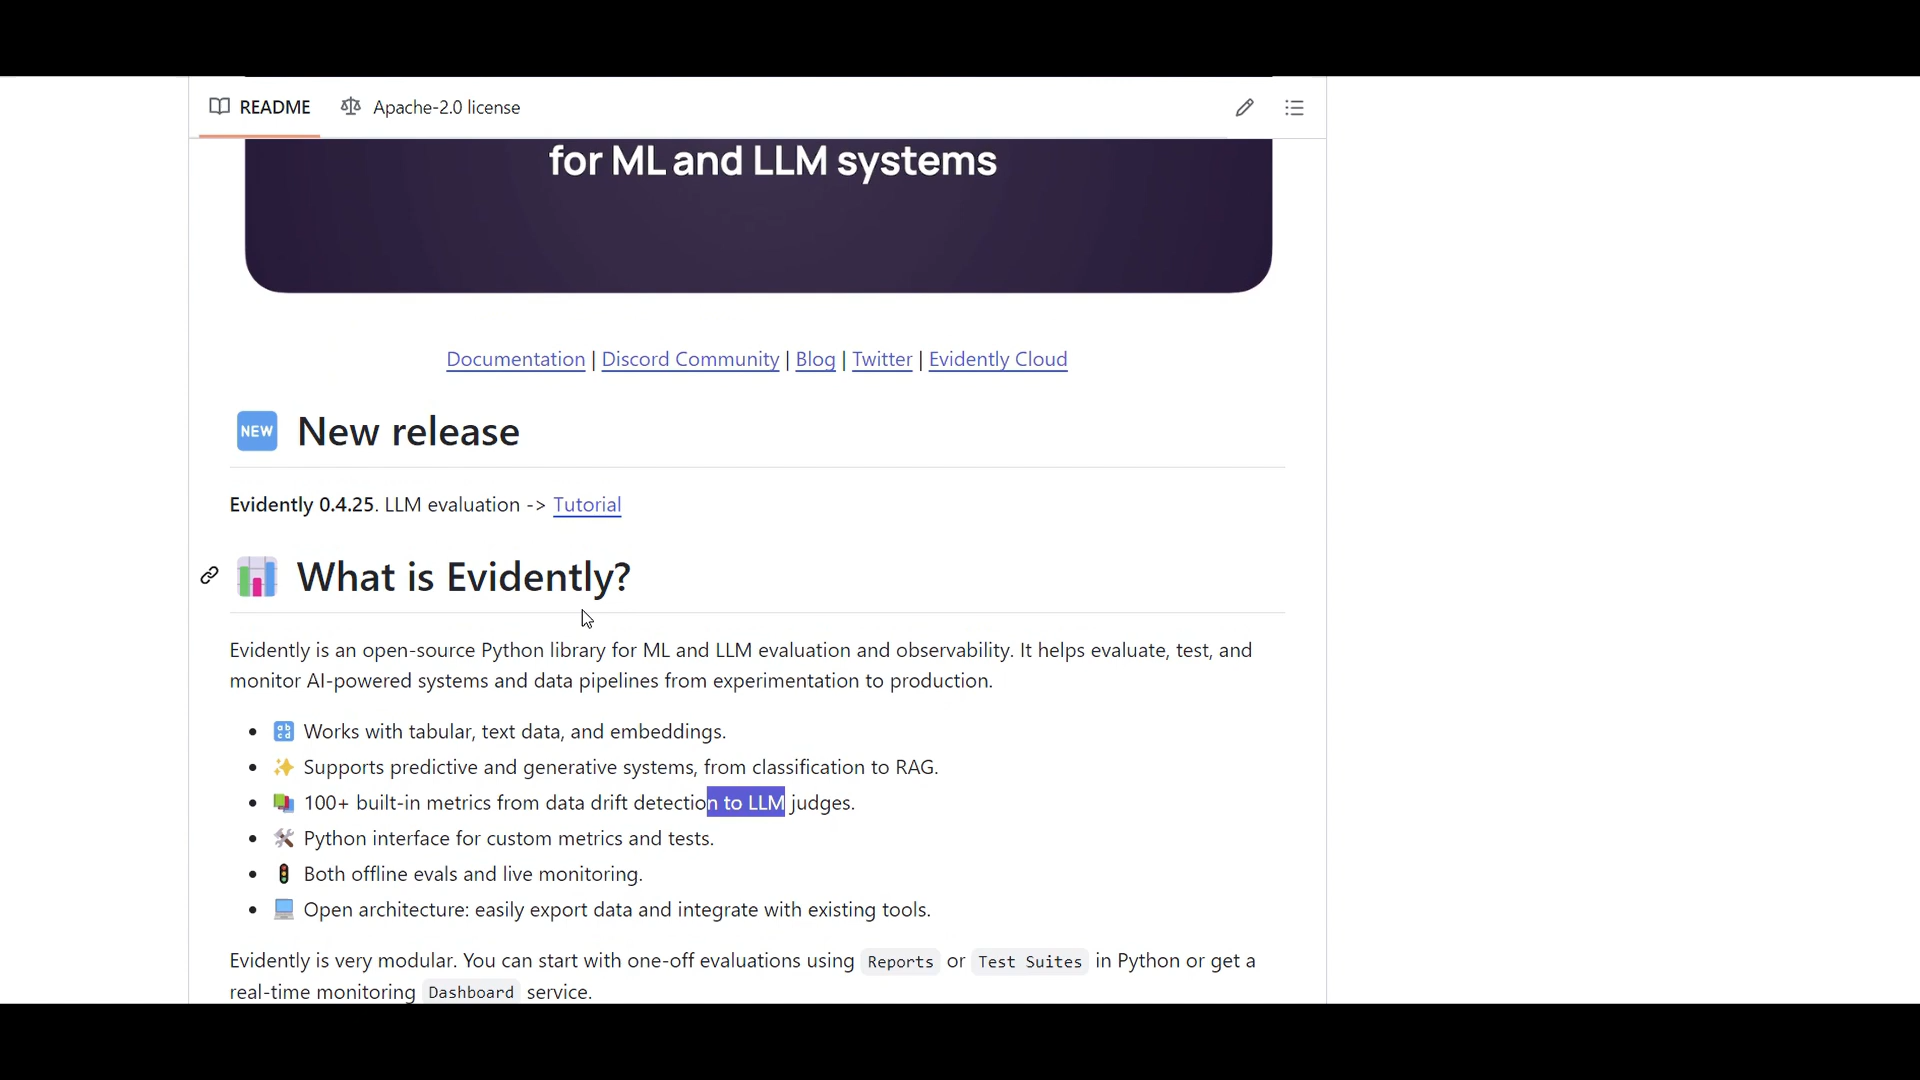 README Apache-2.0 license
for ML and LLM systems
Documentation | Discord Community | Blog | Twitter | Evidently Cloud
NEW New release
Evidently 0.4.25. LLM evaluation -> Tutorial
What is Evidently?
Evidently is an open-source Python library for ML and LLM evaluation and observability. It helps evaluate, test, and
monitor AI-powered systems and data pipelines from experimentation to production.
• abcd Works with tabular, text data, and embeddings.
• Supports predictive and generative systems, from classification to RAG.
• 100+ built-in metrics from data drift detection to LLM judges.
• Python interface for custom metrics and tests.
• Both offline evals and live monitoring.
• Open architecture: easily export data and integrate with existing tools.
Evidently is very modular. You can start with one-off evaluations using Reports or Test Suites in Python or get a
real-time monitoring Dashboard service.